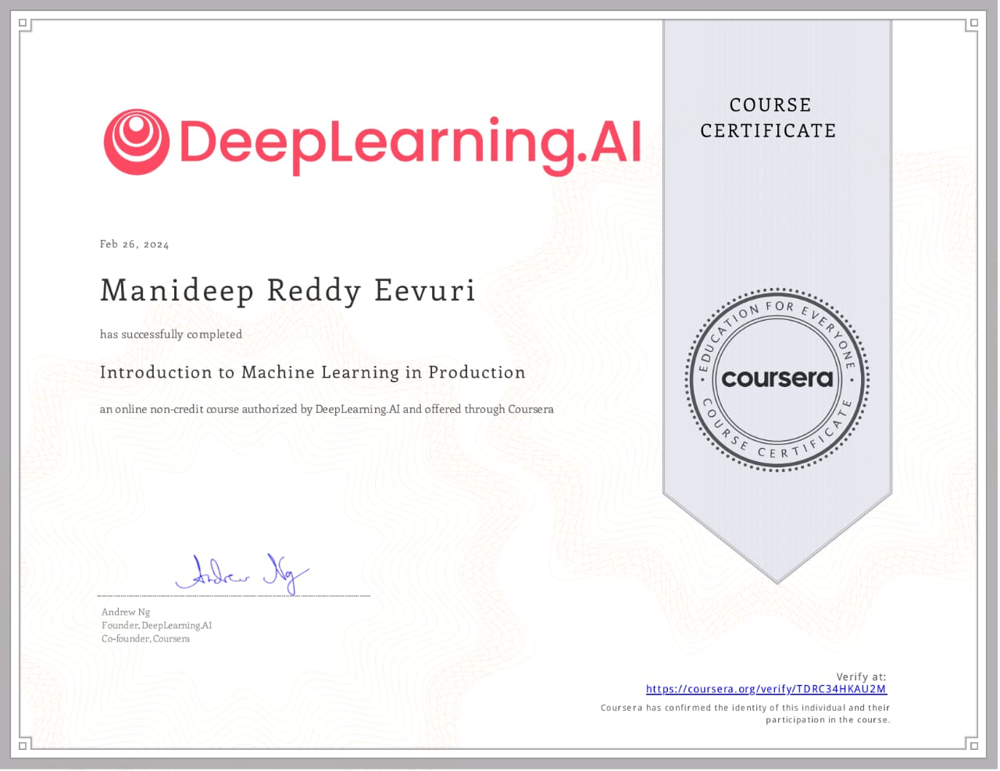 DeepLearning.AI
COURSE
CERTIFICATE
Feb 26, 2024
Manideep Reddy Eevuri
has successfully completed
Introduction to Machine Learning in Production
an online non-credit course authorized by DeepLearning.AI and offered through Coursera
EDUCATION FOR EVERYONE
coursera
COURSE CERTIFICATE
Andrew Ng
Andrew Ng
Founder, DeepLearning.AI
Co-founder, Coursera
Verify at:
https://coursera.org/verify/TDRC34HKAU2M
Coursera has confirmed the identity of this individual and their
participation in the course.